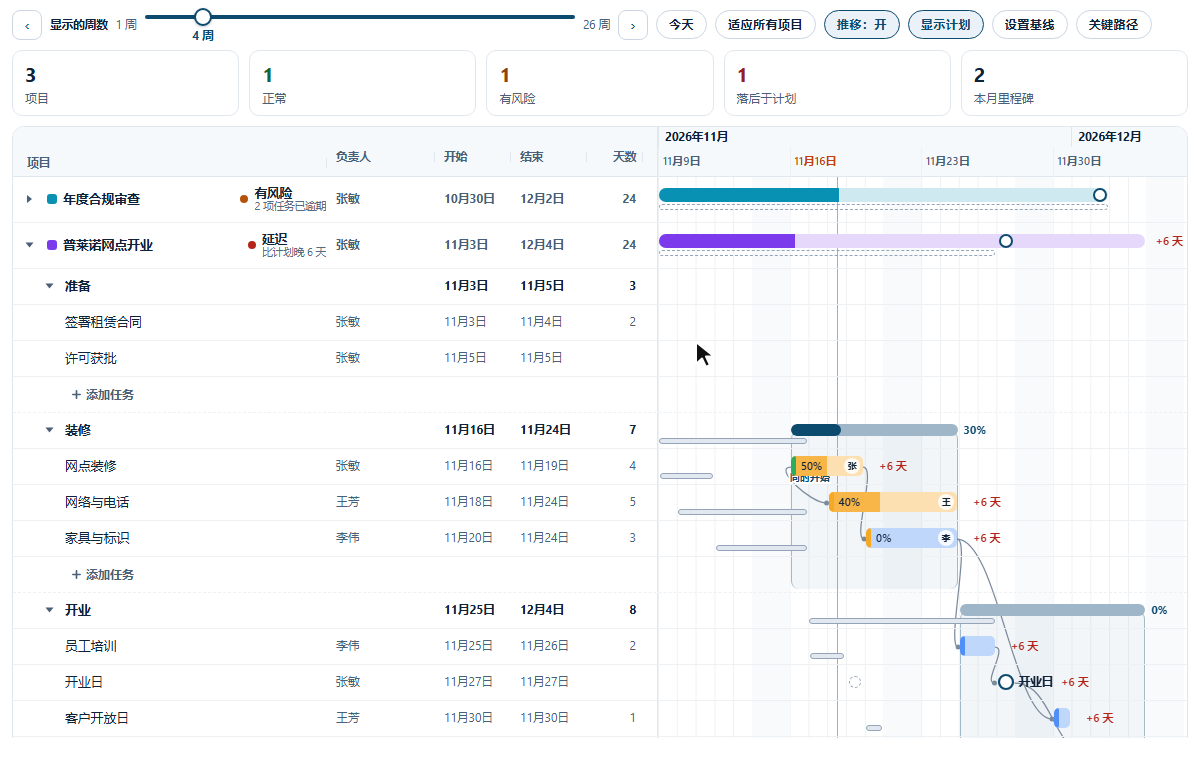 ‹ 显示的周数 1 周 4 周 26 周 › 今天 适应所有项目 推移：开 显示计划 设置基线 关键路径
3 项目
1 正常
1 有风险
1 落后于计划
2 本月里程碑
项目 负责人 开始 结束 天数
2026年11月 2026年12月
11月9日 11月16日 11月23日 11月30日
年度合规审查 有风险 2 项任务已逾期 张敏 10月30日 12月2日 24
普莱诺网点开业 延迟 比计划晚 6 天 张敏 11月3日 12月4日 24 +6 天
准备 11月3日 11月5日 3
签署租赁合同 张敏 11月3日 11月4日 2
许可获批 张敏 11月5日 11月5日
+ 添加任务
装修 11月16日 11月24日 7 30%
网点装修 张敏 11月16日 11月19日 4 50% 张 +6 天
同时开始
网络与电话 王芳 11月18日 11月24日 5 40% 王 +6 天
家具与标识 李伟 11月20日 11月24日 3 0% 李 +6 天
+ 添加任务
开业 11月25日 12月4日 8 0%
员工培训 李伟 11月25日 11月26日 2 +6 天
开业日 张敏 11月27日 11月27日 开业日 +6 天
客户开放日 王芳 11月30日 11月30日 1 +6 天